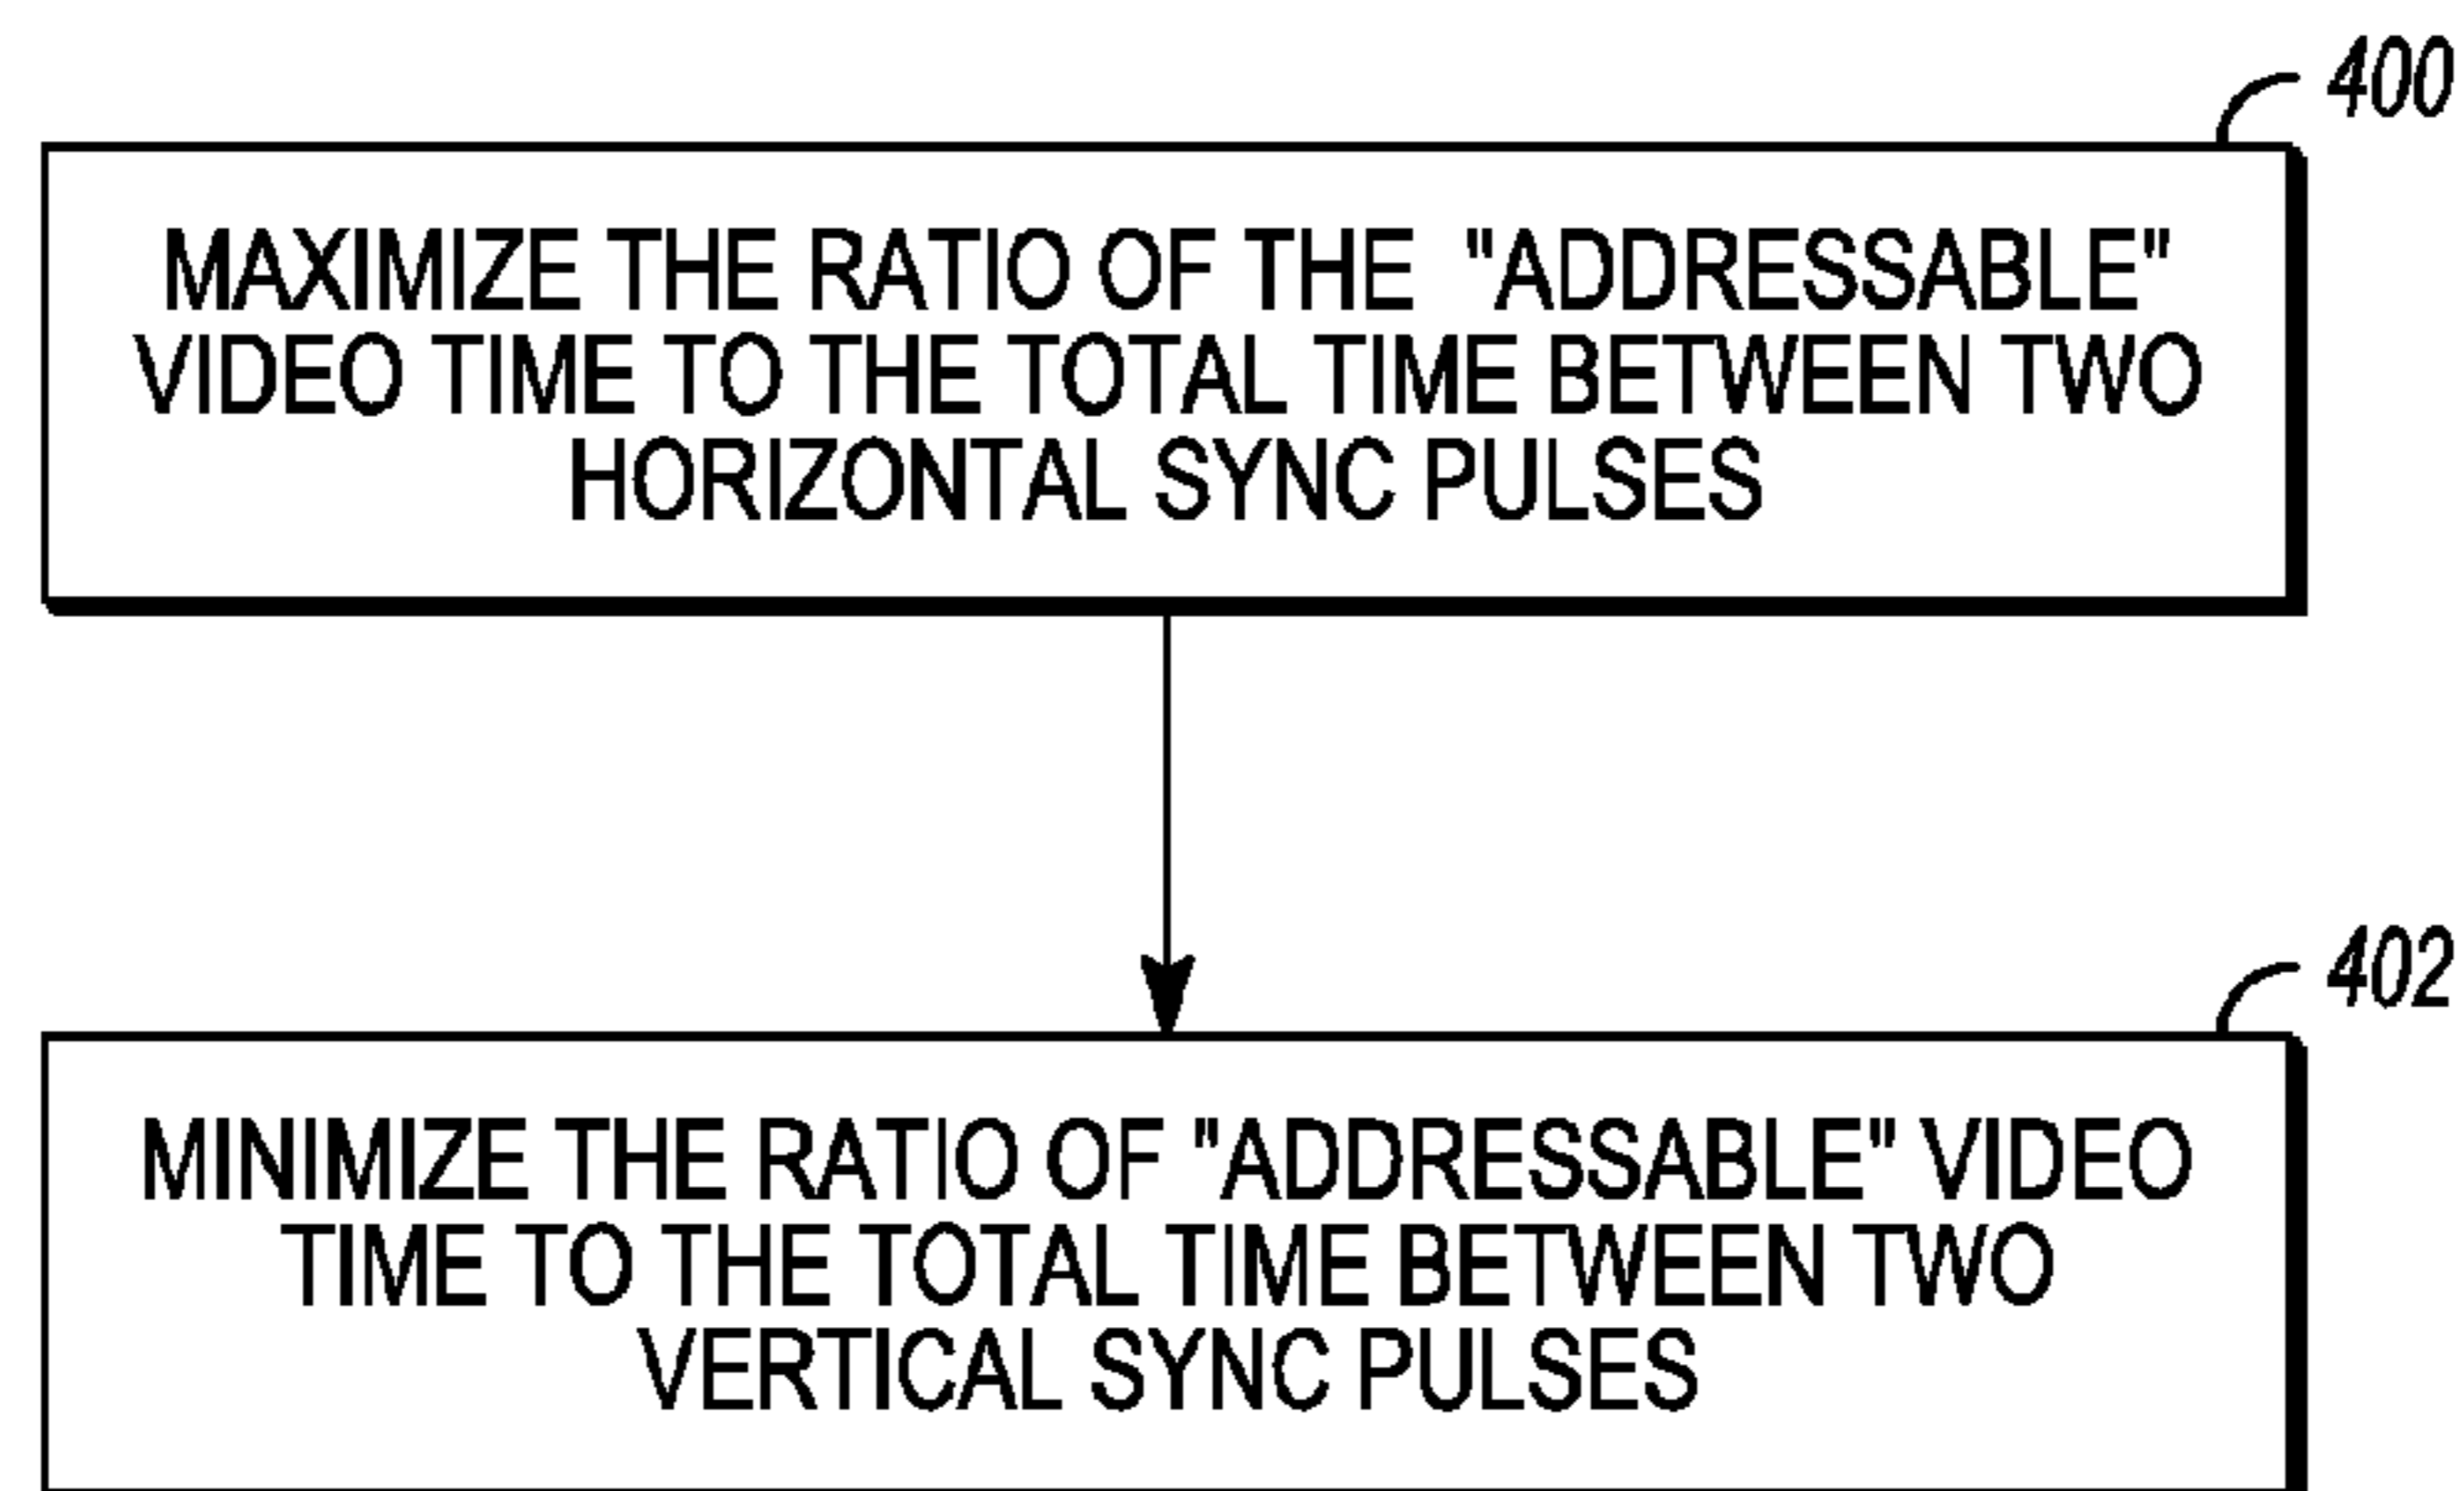 400
MAXIMIZE THE RATIO OF THE "ADDRESSABLE"
VIDEO TIME TO THE TOTAL TIME BETWEEN TWO
HORIZONTAL SYNC PULSES
402
MINIMIZE THE RATIO OF "ADDRESSABLE" VIDEO
TIME TO THE TOTAL TIME BETWEEN TWO
VERTICAL SYNC PULSES